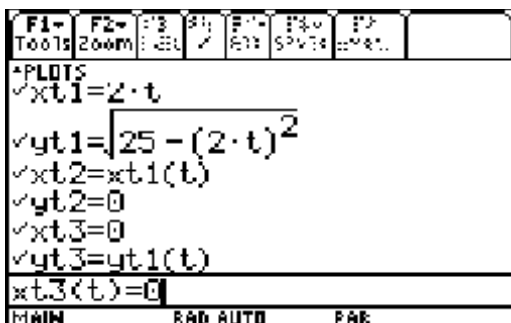 F1 F2
Tools Zoom
PLOTS
✓xt1=2·t
✓yt1=√25-(2·t)²
✓xt2=xt1(t)
✓yt2=0
✓xt3=0
✓yt3=yt1(t)
xt3(t)=0
MAIN RAD AUTO PAR